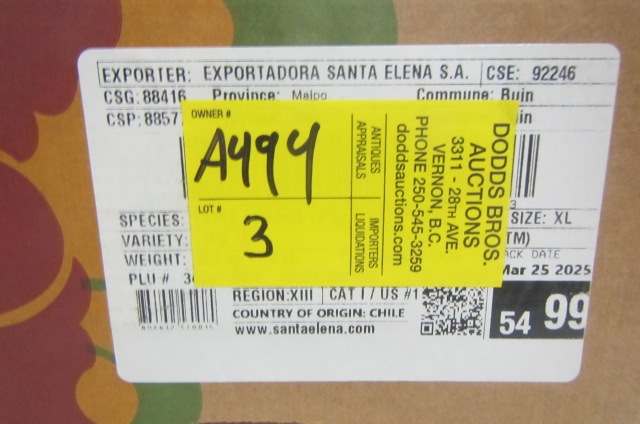 EXPORTER: EXPORTADORA SANTA ELENA S.A. CSE: 92246
CSG: 88416 Province: Maipo Commune: Buin
CSP: 8857
OWNER #
A494
LOT #
3
ANTIQUES
APPRAISALS
IMPORTERS
LIQUIDATIONS
DODDS BROS.
AUCTIONS
3311 - 28TH AVE.
VERNON, B.C.
PHONE 250-545-3259
doddsauctions.com
SPECIES:
SIZE: XL
VARIETY:
(TM)
WEIGHT:
DATE
PLU #
Mar 25 2025
REGION:XIII CAT I / US #1
COUNTRY OF ORIGIN: CHILE
www.santaelena.com
54 99